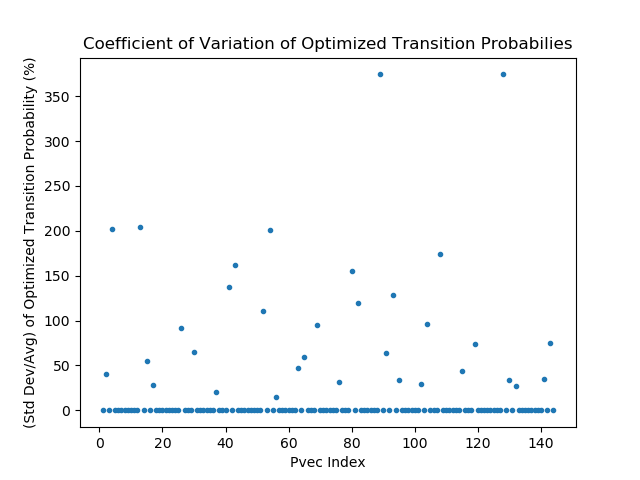 Coefficient of Variation of Optimized Transition Probabilies
(Std Dev/Avg) of Optimized Transition Probability (%)
350
300
250
200
150
100
50
0
0 20 40 60 80 100 120 140
Pvec Index